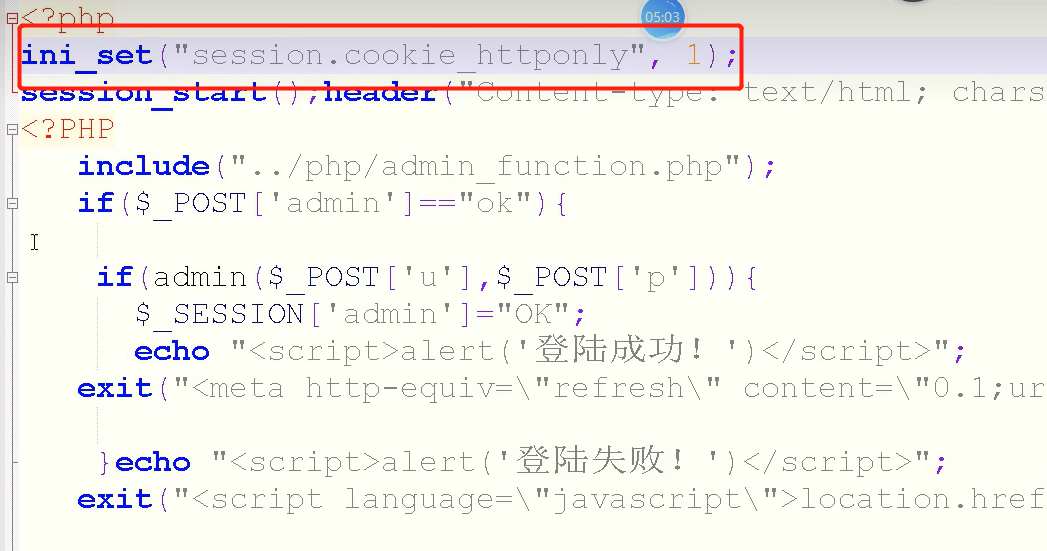 <?php
05:03
ini_set("session.cookie_httponly", 1);
session_start();header("Content-type: text/html; chars
<?PHP
include("../php/admin_function.php");
if($_POST['admin']=="ok"){
if(admin($_POST['u'],$_POST['p'])){
$_SESSION['admin']="OK";
echo "<script>alert('登陆成功！')</script>";
exit("<meta http-equiv=\"refresh\" content=\"0.1;ur
}echo "<script>alert('登陆失败！')</script>";
exit("<script language=\"javascript\">location.href